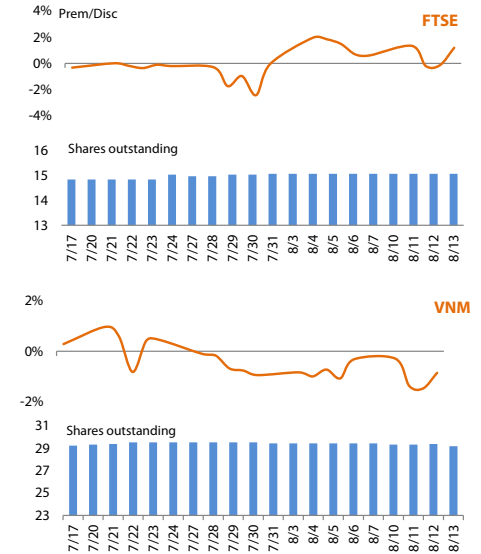 4% Prem/Disc
FTSE
2%
0%
-2%
-4%
16 Shares outstanding
15
14
13
7/17 7/20 7/21 7/22 7/23 7/24 7/27 7/28 7/29 7/30 7/31 8/3 8/4 8/5 8/6 8/7 8/10 8/11 8/12 8/13
2%
VNM
0%
-2%
31
Shares outstanding
29
27
25
23
7/17 7/20 7/21 7/22 7/23 7/24 7/27 7/28 7/29 7/30 7/31 8/3 8/4 8/5 8/6 8/7 8/10 8/11 8/12 8/13